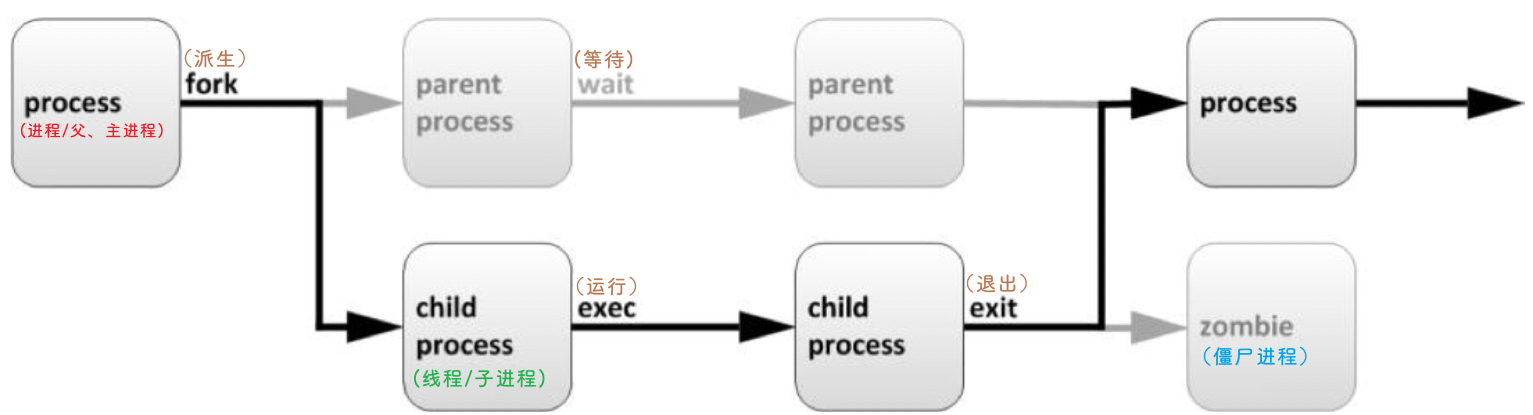 (派生)
fork
process
(进程/父、主进程)
parent
process
(等待)
wait
parent
process
process
child
process
(线程/子进程)
(运行)
exec
child
process
(退出)
exit
zombie
(僵尸进程)